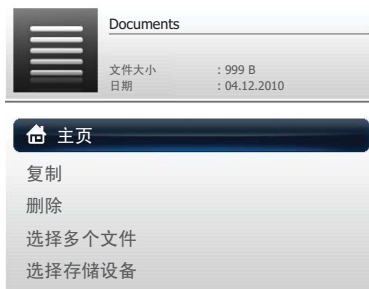 Documents
文件大小 : 999 B
日期 : 04.12.2010
主页
复制
删除
选择多个文件
选择存储设备